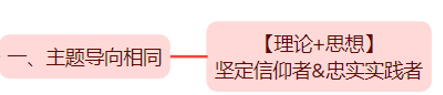 一、主题导向相同
【理论+思想】
坚定信仰者&忠实实践者